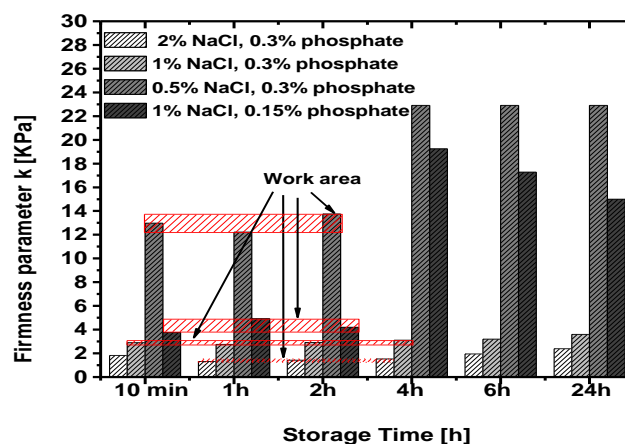 30
28
26
24
22
20
18
16
14
12
10
8
6
4
2
0
Firmness parameter k [KPa]
2% NaCl, 0.3% phosphate
1% NaCl, 0.3% phosphate
0.5% NaCl, 0.3% phosphate
1% NaCl, 0.15% phosphate
Work area
10 min 1h 2h 4h 6h 24h
Storage Time [h]